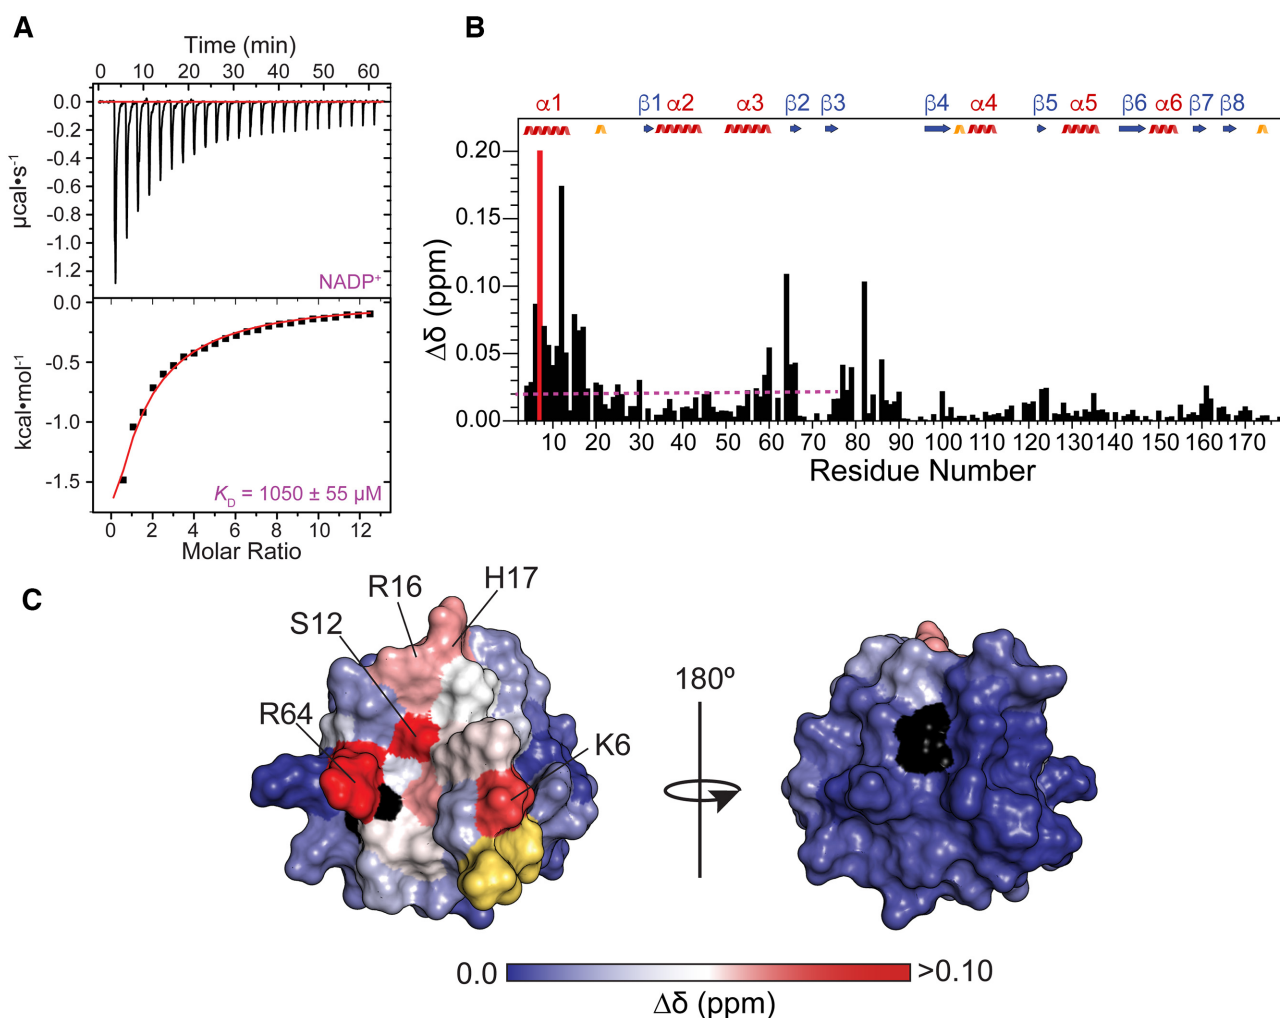 A
Time (min)
0 10 20 30 40 50 60
0.0
-0.2
-0.4
-0.6
-0.8
-1.0
-1.2
µcal•s-1
NADP+
0.0
-0.5
-1.0
-1.5
kcal•mol-1
KD = 1050 ± 55 µM
0 2 4 6 8 10 12
Molar Ratio
B
α1 β1 α2 α3 β2 β3 β4 α4 β5 α5 β6 α6 β7 β8
0.20
0.15
0.10
0.05
0.00
Δδ (ppm)
10 20 30 40 50 60 70 80 90 100 110 120 130 140 150 160 170
Residue Number
C
R16
H17
S12
R64
K6
180º
0.0
>0.10
Δδ (ppm)